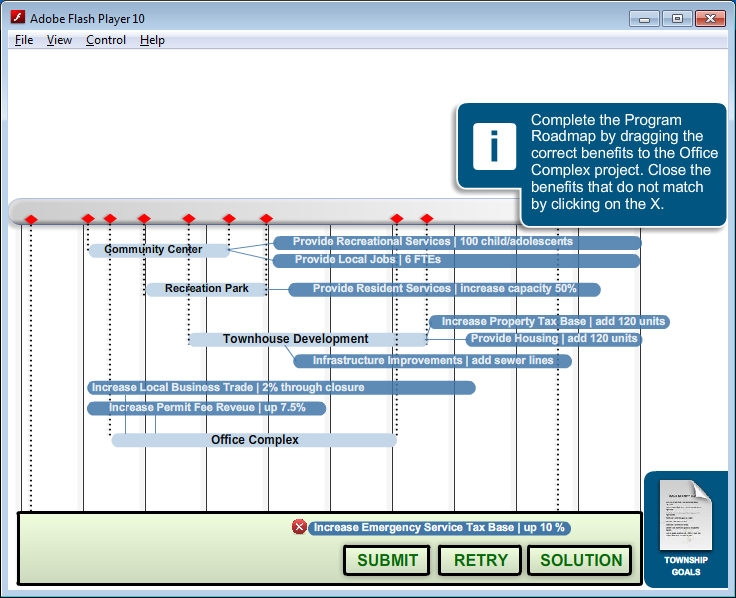 Adobe Flash Player 10
File View Control Help
Complete the Program
Roadmap by dragging the
correct benefits to the Office
Complex project. Close the
benefits that do not match
by clicking on the X.
Community Center
Provide Recreational Services | 100 child/adolescents
Provide Local Jobs | 6 FTEs
Recreation Park
Provide Resident Services | increase capacity 50%
Increase Property Tax Base | add 120 units
Townhouse Development
Provide Housing | add 120 units
Infrastructure Improvements | add sewer lines
Increase Local Business Trade | 2% through closure
Increase Permit Fee Reveue | up 7.5%
Office Complex
Increase Emergency Service Tax Base | up 10 %
SUBMIT
RETRY
SOLUTION
TOWNSHIP
GOALS